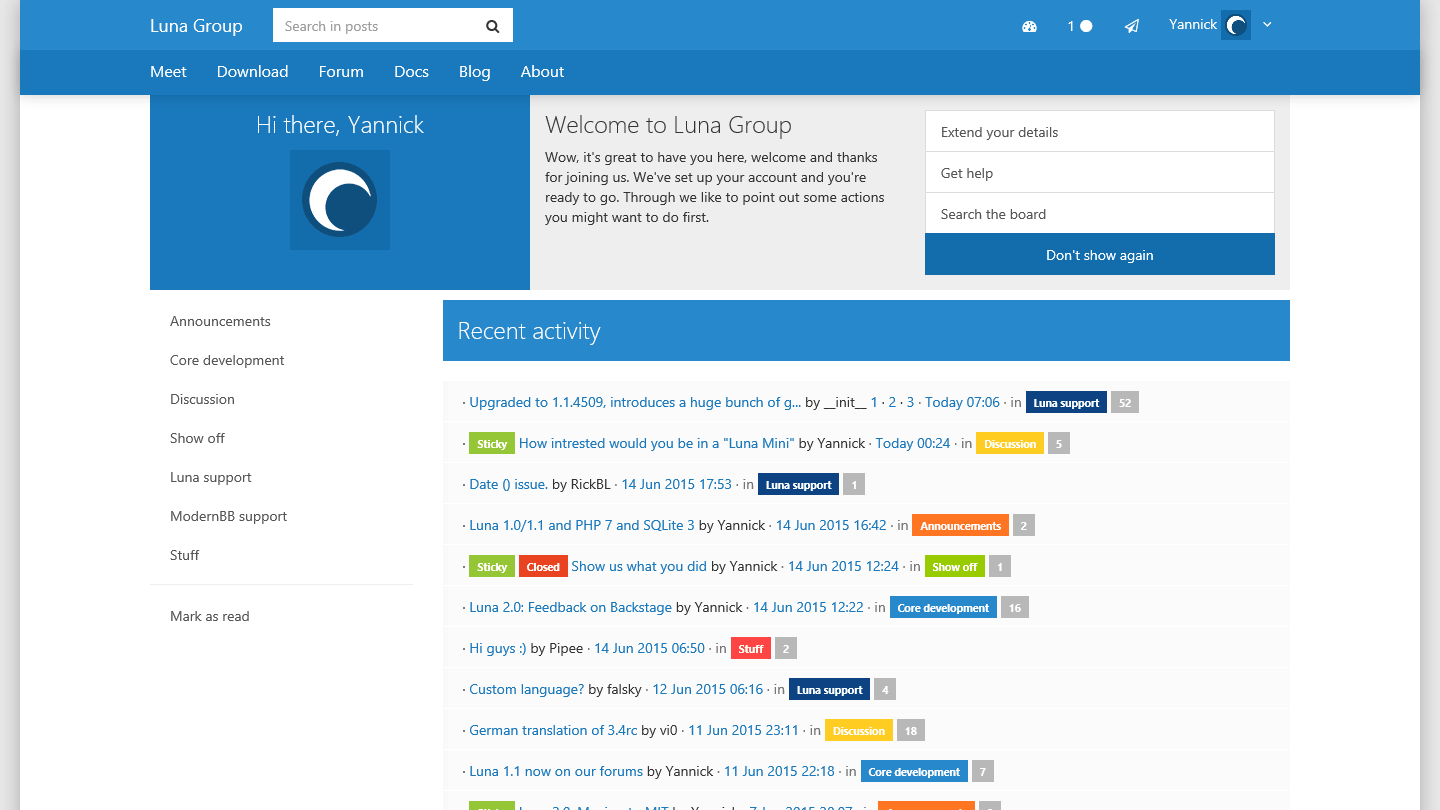 Luna Group
Search in posts
1
Yannick
Meet Download Forum Docs Blog About
Hi there, Yannick
Welcome to Luna Group
Wow, it's great to have you here, welcome and thanks
for joining us. We've set up your account and you're
ready to go. Through we like to point out some actions
you might want to do first.
Extend your details
Get help
Search the board
Don't show again
Announcements
Core development
Discussion
Show off
Luna support
ModernBB support
Stuff
Mark as read
Recent activity
· Upgraded to 1.1.4509, introduces a huge bunch of g... by __init__ 1 · 2 · 3 · Today 07:06 · in Luna support 52
· Sticky How intrested would you be in a "Luna Mini" by Yannick · Today 00:24 · in Discussion 5
· Date () issue. by RickBL · 14 Jun 2015 17:53 · in Luna support 1
· Luna 1.0/1.1 and PHP 7 and SQLite 3 by Yannick · 14 Jun 2015 16:42 · in Announcements 2
· Sticky Closed Show us what you did by Yannick · 14 Jun 2015 12:24 · in Show off 1
· Luna 2.0: Feedback on Backstage by Yannick · 14 Jun 2015 12:22 · in Core development 16
· Hi guys :) by Pipee · 14 Jun 2015 06:50 · in Stuff 2
· Custom language? by falsky · 12 Jun 2015 06:16 · in Luna support 4
· German translation of 3.4rc by vi0 · 11 Jun 2015 23:11 · in Discussion 18
· Luna 1.1 now on our forums by Yannick · 11 Jun 2015 22:18 · in Core development 7
Sticky